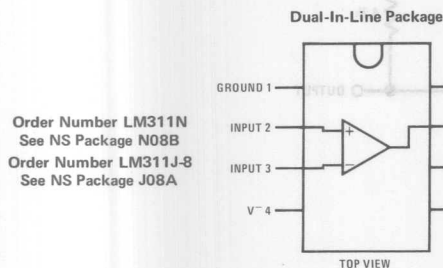 Dual-In-Line Package
GROUND 1
INPUT 2
+
INPUT 3
−
V− 4
TOP VIEW
Order Number LM311N
See NS Package N08B
Order Number LM311J-8
See NS Package J08A
OUTPUT